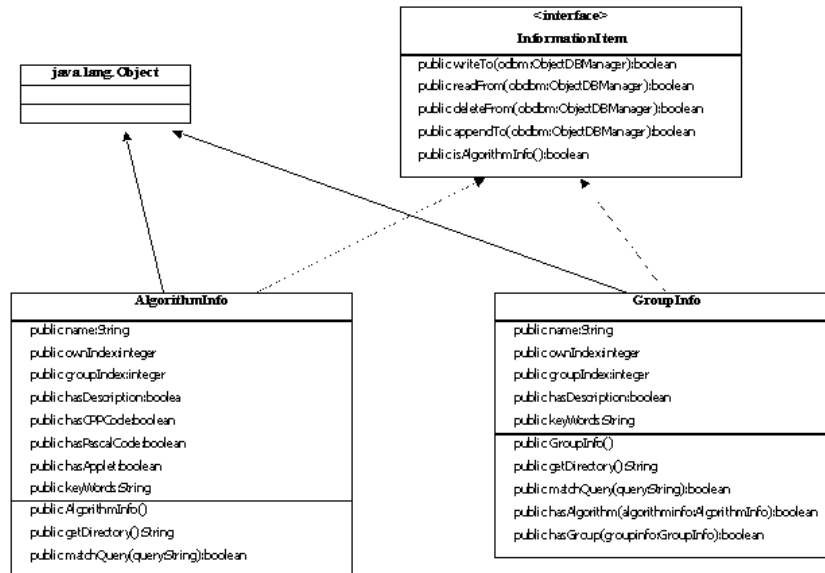 <interface>
InformationItem
public writeTo(odbm:ObjectDBManager):boolean
public readFrom(obdbm:ObjectDBManager):boolean
public deleteFrom(obdbm:ObjectDBManager):boolean
public appendTo(obdbm:ObjectDBManager):boolean
public isAlgorithmInfo():boolean
java.lang.Object
AlgorithmInfo
public name:String
public ownIndex:integer
public groupIndex:integer
public hasDescription:boolea
public hasCPPCode:boolean
public hasPascalCode:boolean
public hasApplet:boolean
public keyWords:String
public AlgorithmInfo()
public getDirectory():String
public matchQuery(queryString):boolean
GroupInfo
public name:String
public ownIndex:integer
public groupIndex:integer
public hasDescription:boolean
public keyWords:String
public GroupInfo()
public getDirectory():String
public matchQuery(queryString):boolean
public hasAlgorithm(algorithminfo:AlgorithmInfo):boolean
public hasGroup(groupinfo:GroupInfo):boolean